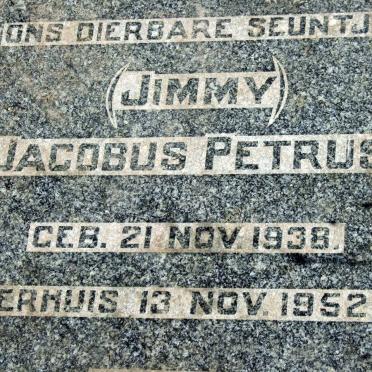 ONS DIERBARE SEUNTJ
(JIMMY)
JACOBUS PETRUS
GEB. 21 NOV 1938.
ERHUIS 13 NOV 1952